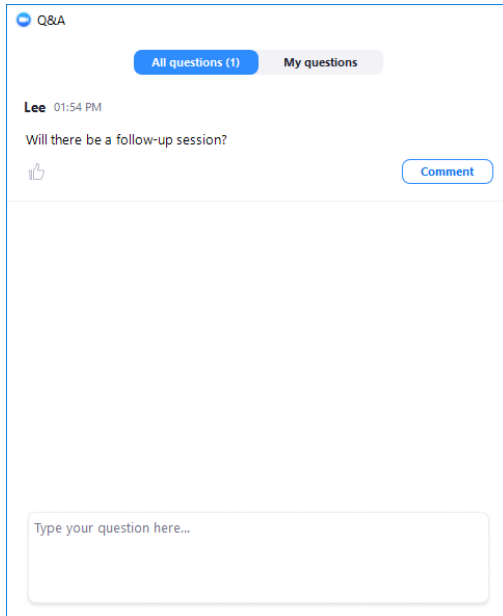 Q&A
All questions (1) My questions
Lee 01:54 PM
Will there be a follow-up session?
Comment
Type your question here...